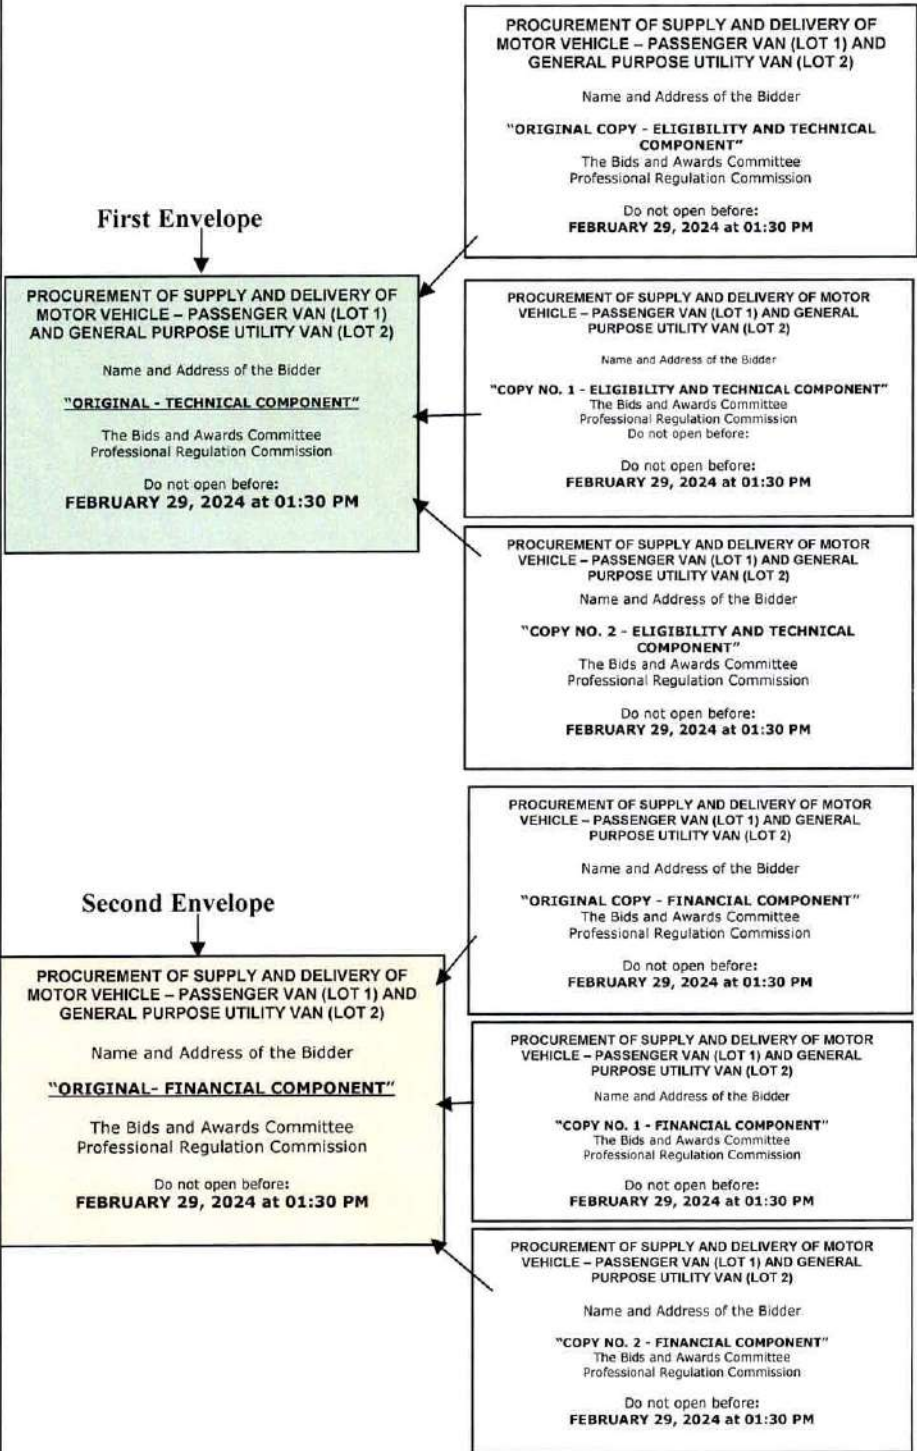 PROCUREMENT OF SUPPLY AND DELIVERY OF
MOTOR VEHICLE – PASSENGER VAN (LOT 1) AND
GENERAL PURPOSE UTILITY VAN (LOT 2)
Name and Address of the Bidder
"ORIGINAL COPY - ELIGIBILITY AND TECHNICAL
COMPONENT"
The Bids and Awards Committee
Professional Regulation Commission
Do not open before:
FEBRUARY 29, 2024 at 01:30 PM
First Envelope
PROCUREMENT OF SUPPLY AND DELIVERY OF
MOTOR VEHICLE – PASSENGER VAN (LOT 1)
AND GENERAL PURPOSE UTILITY VAN (LOT 2)
Name and Address of the Bidder
"ORIGINAL - TECHNICAL COMPONENT"
The Bids and Awards Committee
Professional Regulation Commission
Do not open before:
FEBRUARY 29, 2024 at 01:30 PM
PROCUREMENT OF SUPPLY AND DELIVERY OF MOTOR
VEHICLE – PASSENGER VAN (LOT 1) AND GENERAL
PURPOSE UTILITY VAN (LOT 2)
Name and Address of the Bidder
"COPY NO. 1 - ELIGIBILITY AND TECHNICAL COMPONENT"
The Bids and Awards Committee
Professional Regulation Commission
Do not open before:
Do not open before:
FEBRUARY 29, 2024 at 01:30 PM
PROCUREMENT OF SUPPLY AND DELIVERY OF MOTOR
VEHICLE – PASSENGER VAN (LOT 1) AND GENERAL
PURPOSE UTILITY VAN (LOT 2)
Name and Address of the Bidder
"COPY NO. 2 - ELIGIBILITY AND TECHNICAL
COMPONENT"
The Bids and Awards Committee
Professional Regulation Commission
Do not open before:
FEBRUARY 29, 2024 at 01:30 PM
PROCUREMENT OF SUPPLY AND DELIVERY OF MOTOR
VEHICLE – PASSENGER VAN (LOT 1) AND GENERAL
PURPOSE UTILITY VAN (LOT 2)
Name and Address of the Bidder
"ORIGINAL COPY - FINANCIAL COMPONENT"
The Bids and Awards Committee
Professional Regulation Commission
Do not open before:
FEBRUARY 29, 2024 at 01:30 PM
Second Envelope
PROCUREMENT OF SUPPLY AND DELIVERY OF
MOTOR VEHICLE – PASSENGER VAN (LOT 1) AND
GENERAL PURPOSE UTILITY VAN (LOT 2)
Name and Address of the Bidder
"ORIGINAL- FINANCIAL COMPONENT"
The Bids and Awards Committee
Professional Regulation Commission
Do not open before:
FEBRUARY 29, 2024 at 01:30 PM
PROCUREMENT OF SUPPLY AND DELIVERY OF MOTOR
VEHICLE – PASSENGER VAN (LOT 1) AND GENERAL
PURPOSE UTILITY VAN (LOT 2)
Name and Address of the Bidder
"COPY NO. 1 - FINANCIAL COMPONENT"
The Bids and Awards Committee
Professional Regulation Commission
Do not open before:
FEBRUARY 29, 2024 at 01:30 PM
PROCUREMENT OF SUPPLY AND DELIVERY OF MOTOR
VEHICLE – PASSENGER VAN (LOT 1) AND GENERAL
PURPOSE UTILITY VAN (LOT 2)
Name and Address of the Bidder
"COPY NO. 2 - FINANCIAL COMPONENT"
The Bids and Awards Committee
Professional Regulation Commission
Do not open before:
FEBRUARY 29, 2024 at 01:30 PM